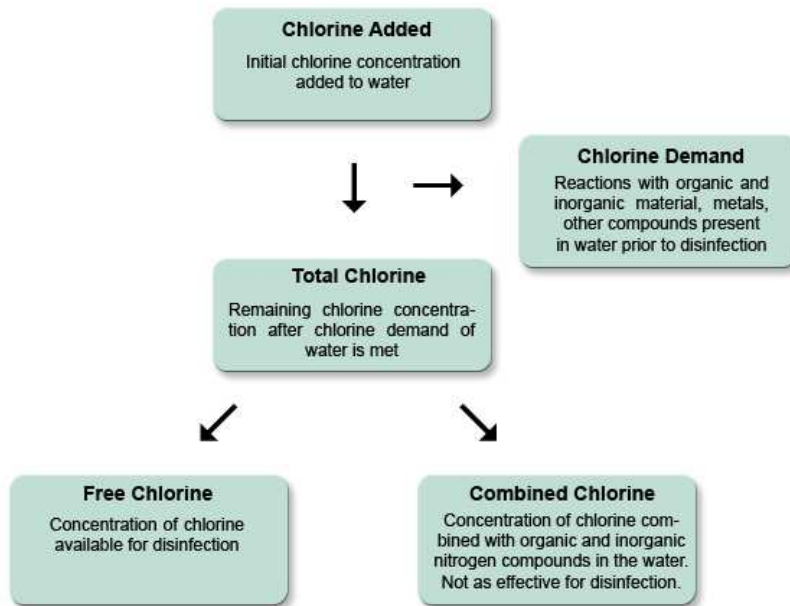 Chlorine Added
Initial chlorine concentration
added to water
Chlorine Demand
Reactions with organic and
inorganic material, metals,
other compounds present
in water prior to disinfection
Total Chlorine
Remaining chlorine concentra-
tion after chlorine demand of
water is met
Free Chlorine
Concentration of chlorine
available for disinfection
Combined Chlorine
Concentration of chlorine com-
bined with organic and inorganic
nitrogen compounds in the water.
Not as effective for disinfection.